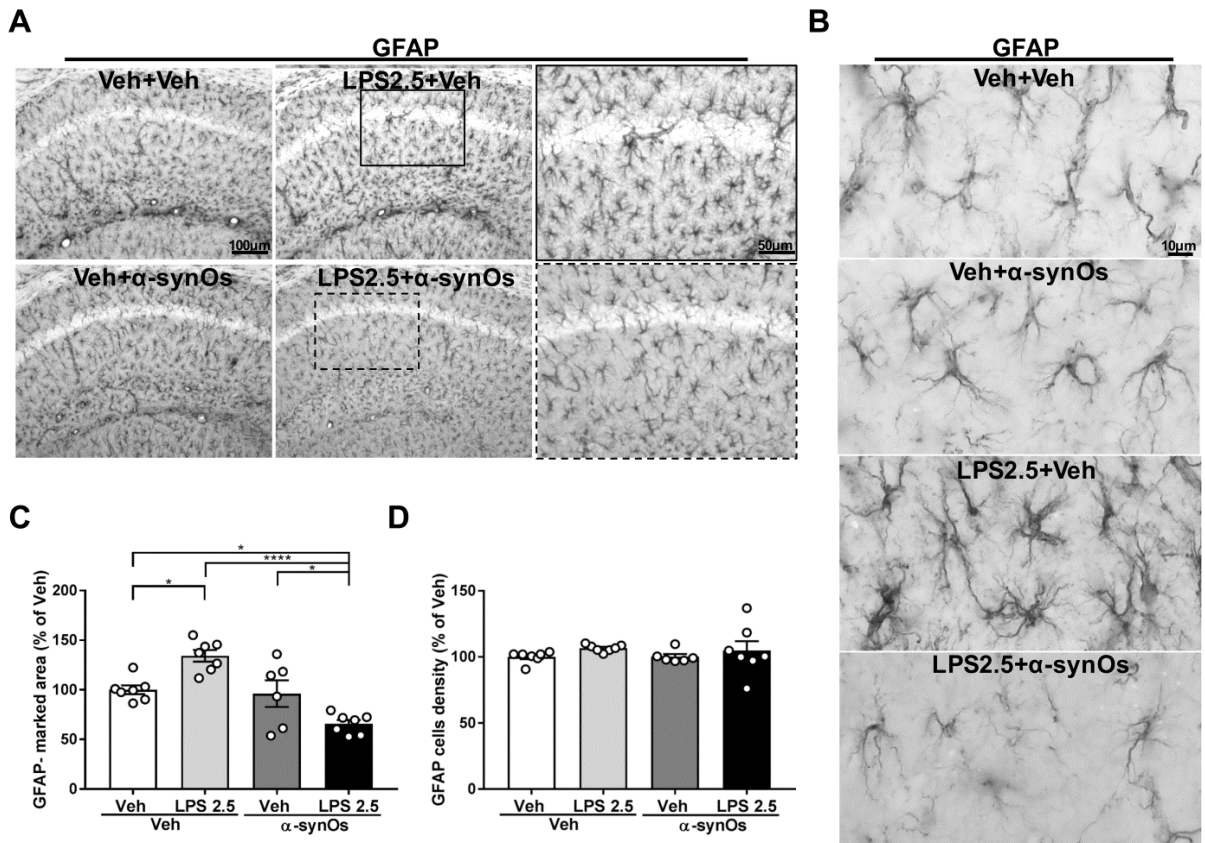 A
GFAP
Veh+Veh
LPS2.5+Veh
100µm
50µm
Veh+α-synOs
LPS2.5+α-synOs
B
GFAP
Veh+Veh
10µm
Veh+α-synOs
LPS2.5+Veh
LPS2.5+α-synOs
C
*
****
*
*
GFAP- marked area (% of Veh)
200
150
100
50
0
Veh LPS 2.5 Veh LPS 2.5
Veh α-synOs
D
GFAP cells density (% of Veh)
150
100
50
0
Veh LPS 2.5 Veh LPS 2.5
Veh α-synOs